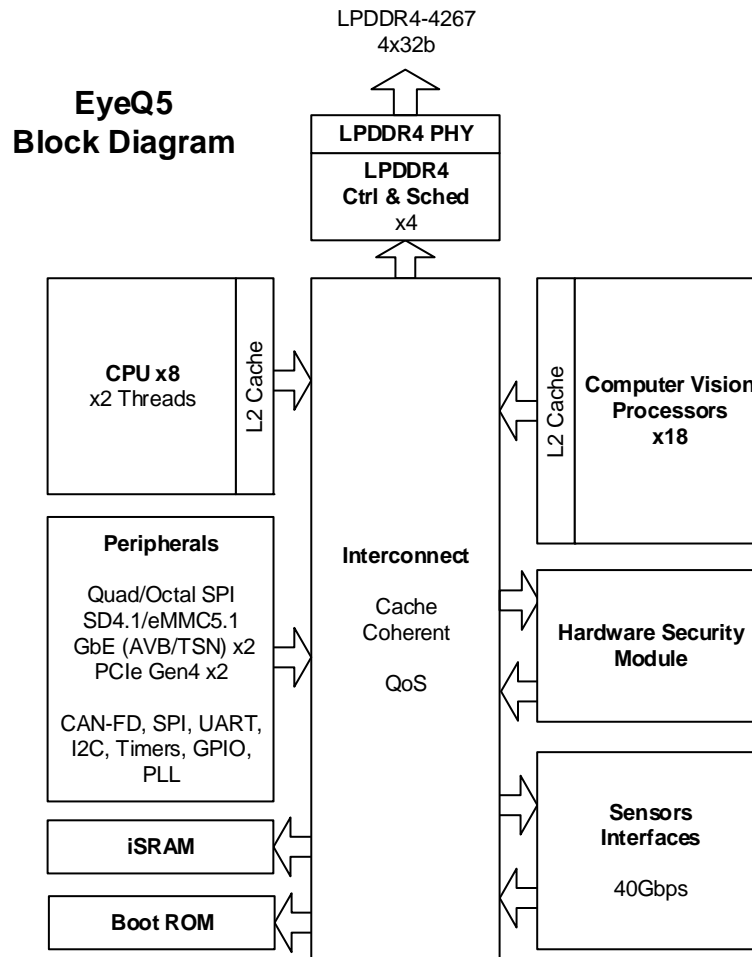 LPDDR4-4267
4x32b
EyeQ5
Block Diagram
LPDDR4 PHY
LPDDR4
Ctrl & Sched
x4
CPU x8
x2 Threads
L2 Cache
L2 Cache
Computer Vision
Processors
x18
Peripherals
Quad/Octal SPI
SD4.1/eMMC5.1
GbE (AVB/TSN) x2
PCIe Gen4 x2
CAN-FD, SPI, UART,
I2C, Timers, GPIO,
PLL
Interconnect
Cache
Coherent
QoS
Hardware Security
Module
Sensors
Interfaces
40Gbps
iSRAM
Boot ROM